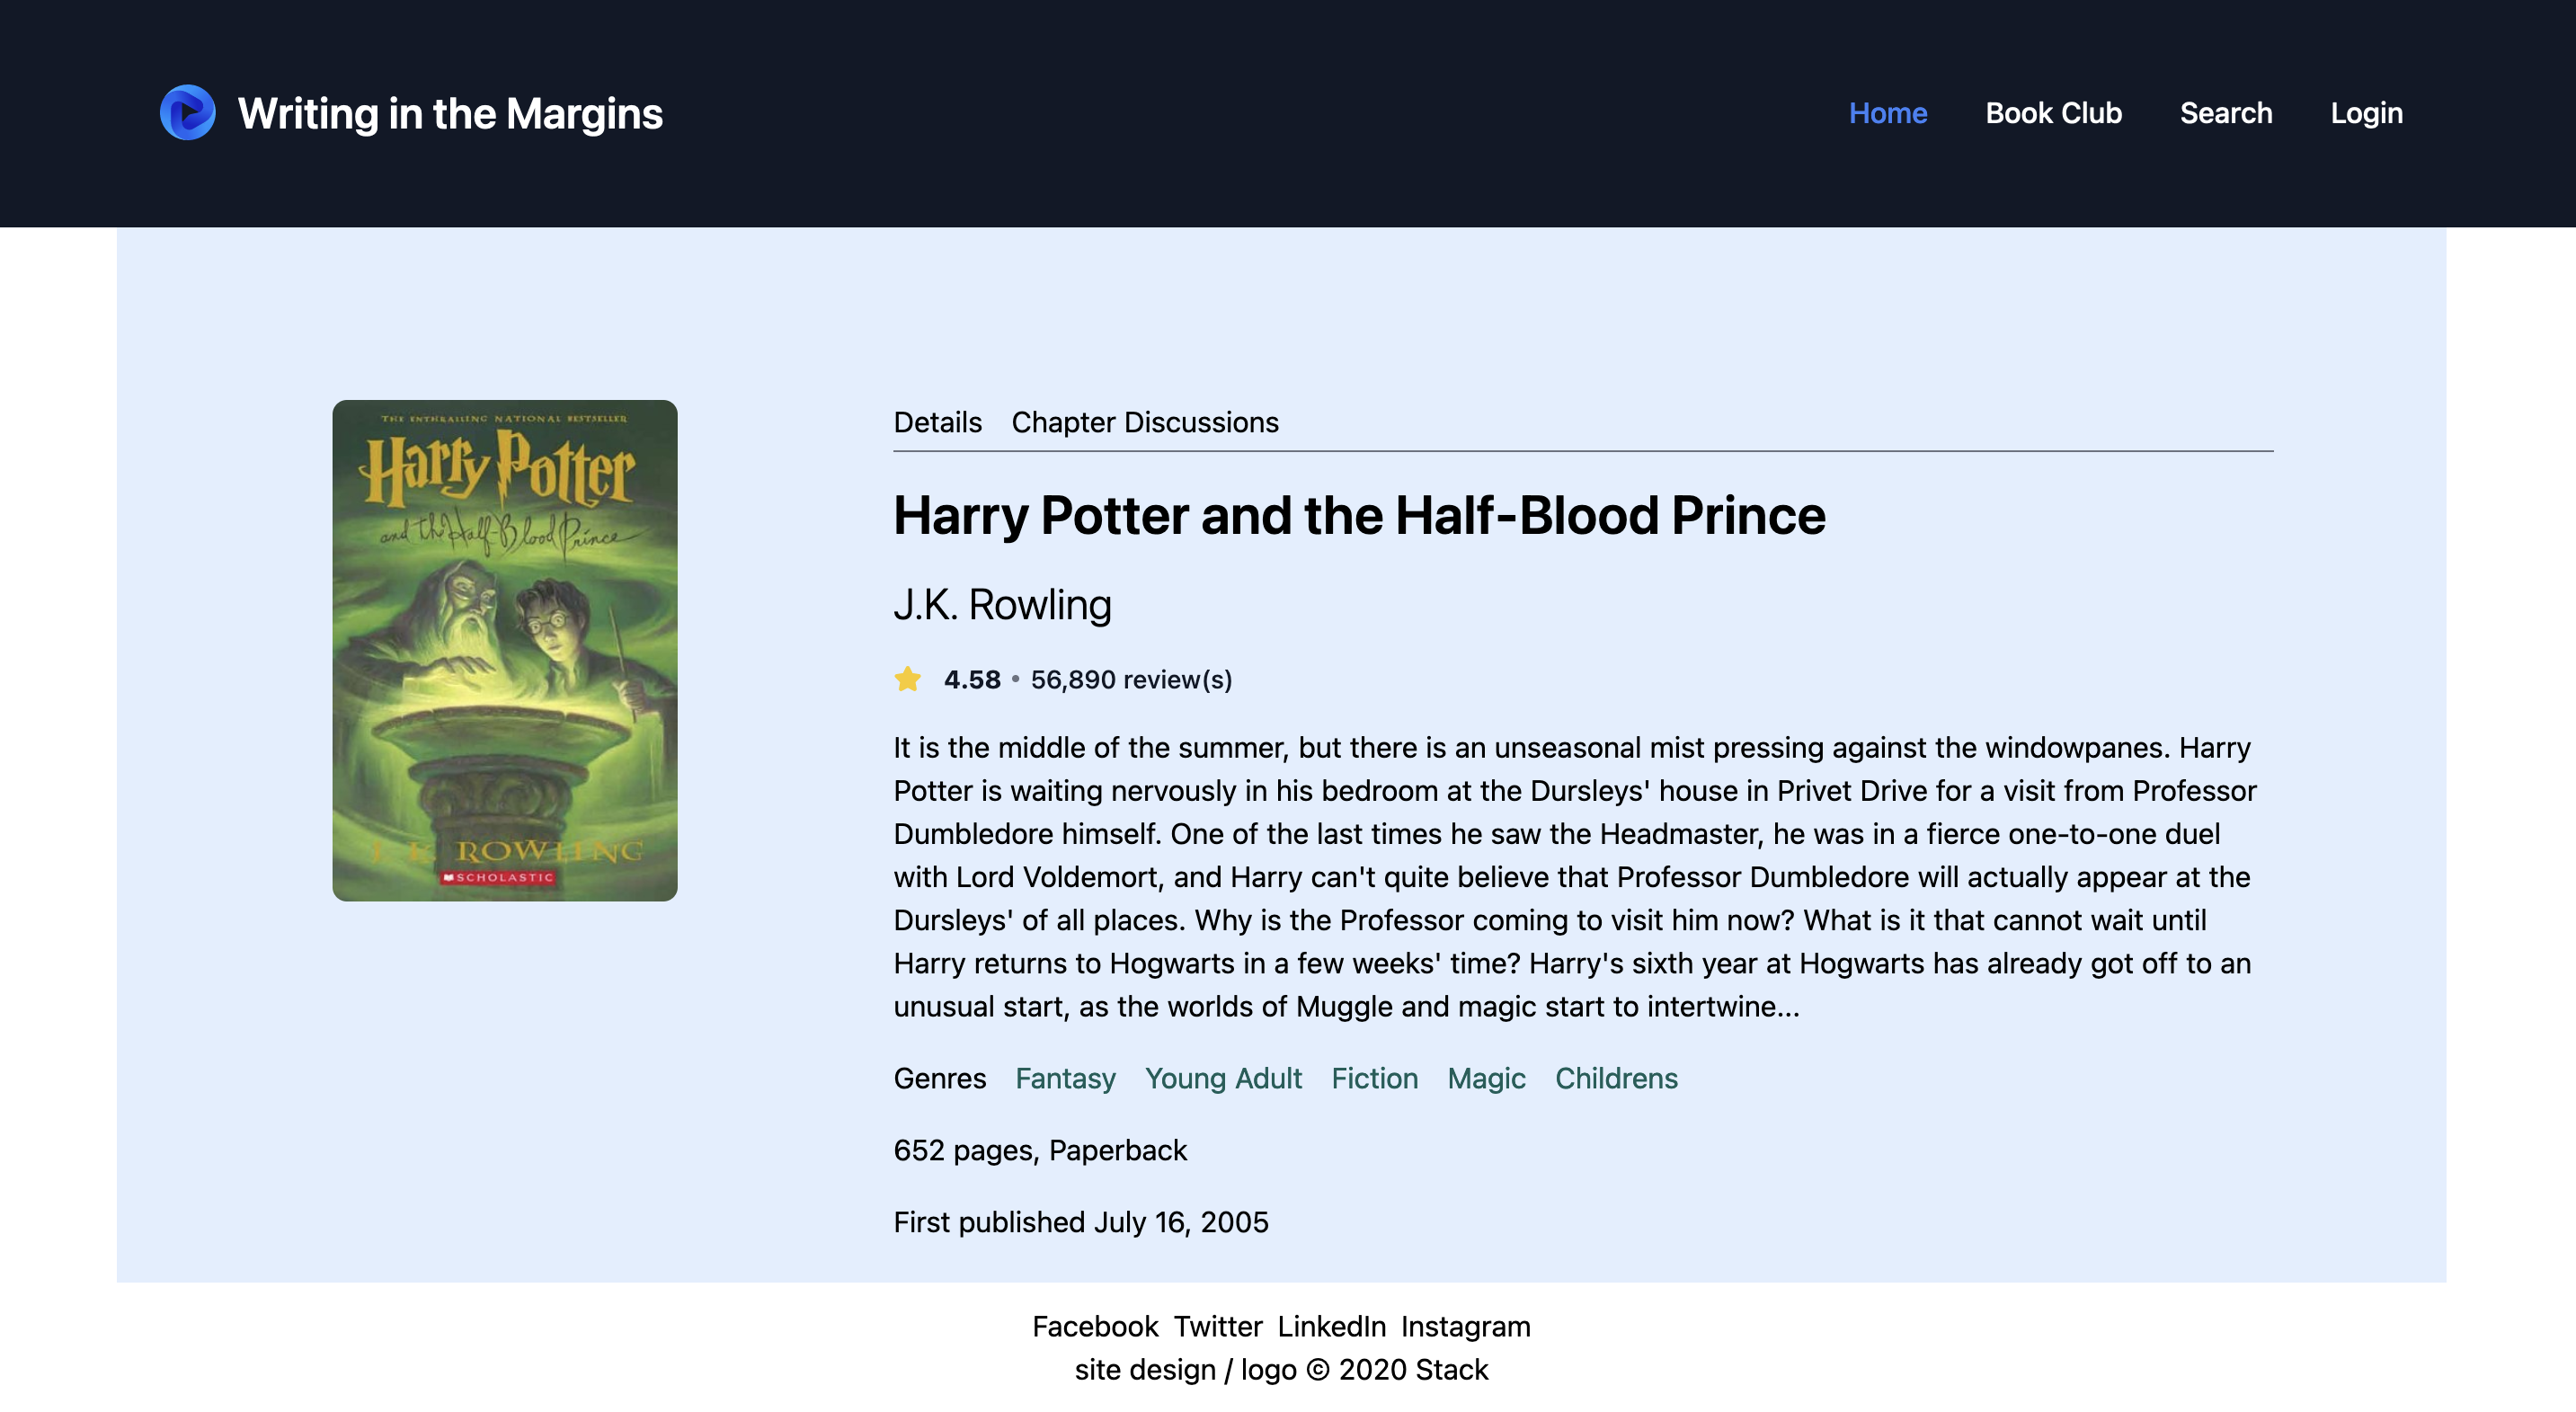 Writing in the Margins
Home Book Club Search Login
THE ENTHRALLING NATIONAL BESTSELLER
Harry Potter
and the Half-Blood Prince
J. K. ROWLING
SCHOLASTIC
Details Chapter Discussions
Harry Potter and the Half-Blood Prince
J.K. Rowling
4.58 • 56,890 review(s)
It is the middle of the summer, but there is an unseasonal mist pressing against the windowpanes. Harry
Potter is waiting nervously in his bedroom at the Dursleys' house in Privet Drive for a visit from Professor
Dumbledore himself. One of the last times he saw the Headmaster, he was in a fierce one-to-one duel
with Lord Voldemort, and Harry can't quite believe that Professor Dumbledore will actually appear at the
Dursleys' of all places. Why is the Professor coming to visit him now? What is it that cannot wait until
Harry returns to Hogwarts in a few weeks' time? Harry's sixth year at Hogwarts has already got off to an
unusual start, as the worlds of Muggle and magic start to intertwine...
Genres Fantasy Young Adult Fiction Magic Childrens
652 pages, Paperback
First published July 16, 2005
Facebook Twitter LinkedIn Instagram
site design / logo © 2020 Stack